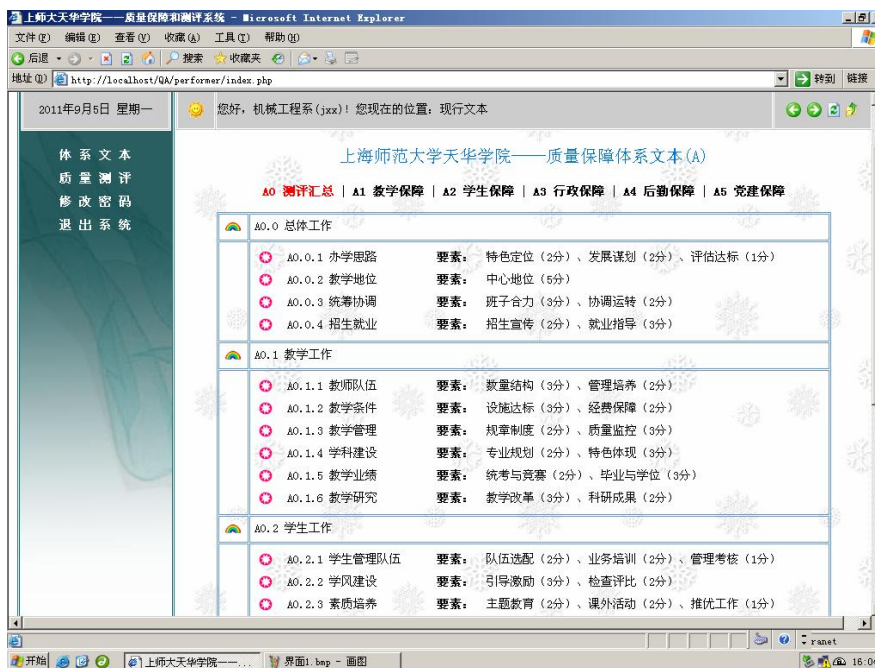 上师大天华学院——质量保障和测评系统 - Microsoft Internet Explorer
文件(F) 编辑(E) 查看(V) 收藏(A) 工具(T) 帮助(H)
后退 搜索 收藏夹
地址(D) http://localhost/QA/performer/index.php 转到 链接
2011年9月5日 星期一 您好，机械工程系(jxx)！您现在的位置：现行文本
体系文本
质量测评
修改密码
退出系统
上海师范大学天华学院——质量保障体系文本(A)
A0 测评汇总 | A1 教学保障 | A2 学生保障 | A3 行政保障 | A4 后勤保障 | A5 党建保障
A0.0 总体工作
A0.0.1 办学思路 要素： 特色定位（2分）、发展谋划（2分）、评估达标（1分）
A0.0.2 教学地位 要素： 中心地位（5分）
A0.0.3 统筹协调 要素： 班子合力（3分）、协调运转（2分）
A0.0.4 招生就业 要素： 招生宣传（2分）、就业指导（3分）
A0.1 教学工作
A0.1.1 教师队伍 要素： 数量结构（3分）、管理培养（2分）
A0.1.2 教学条件 要素： 设施达标（3分）、经费保障（2分）
A0.1.3 教学管理 要素： 规章制度（2分）、质量监控（3分）
A0.1.4 学科建设 要素： 专业规划（2分）、特色体现（3分）
A0.1.5 教学业绩 要素： 统考与竞赛（2分）、毕业与学位（3分）
A0.1.6 教学研究 要素： 教学改革（3分）、科研成果（2分）
A0.2 学生工作
A0.2.1 学生管理队伍 要素： 队伍选配（2分）、业务培训（2分）、管理考核（1分）
A0.2.2 学风建设 要素： 引导激励（3分）、检查评比（2分）
A0.2.3 素质培养 要素： 主题教育（2分）、课外活动（2分）、推优工作（1分）
ranet
开始 上师大天华学院——... 界面1.bmp - 画图 16:0